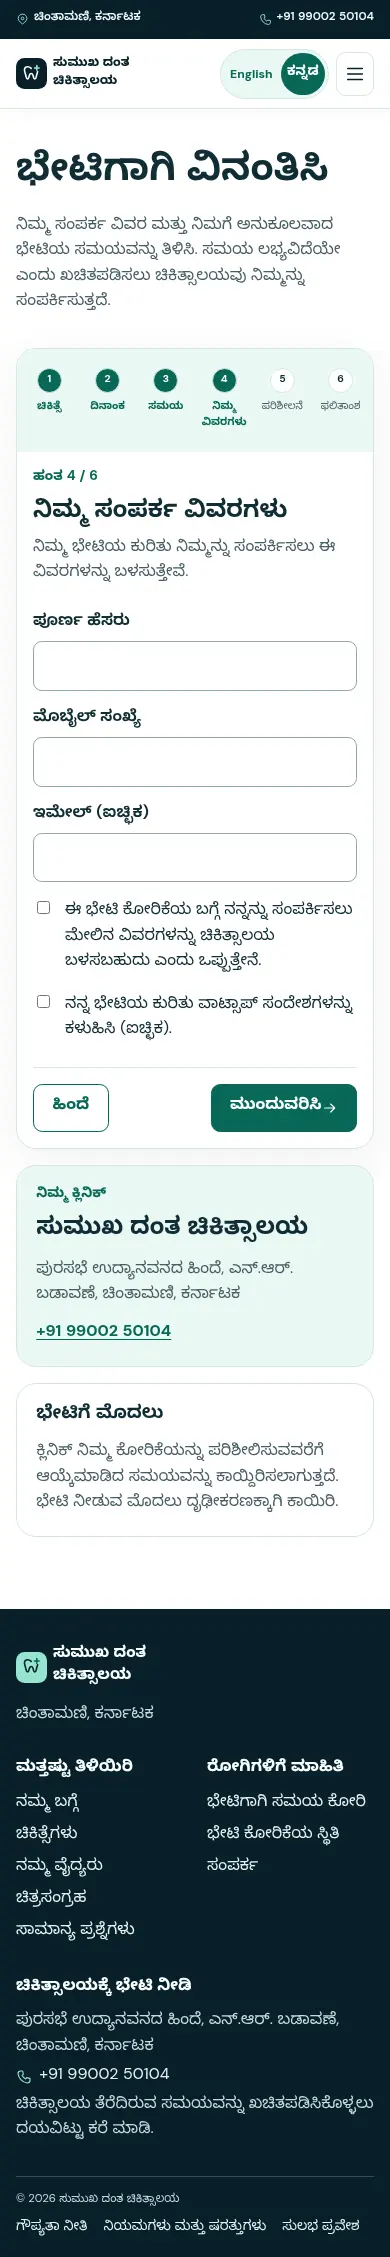 ಚಿಂತಾಮಣಿ, ಕರ್ನಾಟಕ
+91 99002 50104
ಸುಮುಖ ದಂತ
ಚಿಕಿತ್ಸಾಲಯ
English
ಕನ್ನಡ
ಭೇಟಿಗಾಗಿ ವಿನಂತಿಸಿ
ನಿಮ್ಮ ಸಂಪರ್ಕ ವಿವರ ಮತ್ತು ನಿಮಗೆ ಅನುಕೂಲವಾದ
ಭೇಟಿಯ ಸಮಯವನ್ನು ತಿಳಿಸಿ. ಸಮಯ ಲಭ್ಯವಿದೆಯೇ
ಎಂದು ಖಚಿತಪಡಿಸಲು ಚಿಕಿತ್ಸಾಲಯವು ನಿಮ್ಮನ್ನು
ಸಂಪರ್ಕಿಸುತ್ತದೆ.
1 2 3 4 5 6
ಚಿಕಿತ್ಸೆ ದಿನಾಂಕ ಸಮಯ ನಿಮ್ಮ ಪರಿಶೀಲನೆ ಫಲಿತಾಂಶ
ವಿವರಗಳು
ಹಂತ 4 / 6
ನಿಮ್ಮ ಸಂಪರ್ಕ ವಿವರಗಳು
ನಿಮ್ಮ ಭೇಟಿಯ ಕುರಿತು ನಿಮ್ಮನ್ನು ಸಂಪರ್ಕಿಸಲು ಈ
ವಿವರಗಳನ್ನು ಬಳಸುತ್ತೇವೆ.
ಪೂರ್ಣ ಹೆಸರು
ಮೊಬೈಲ್ ಸಂಖ್ಯೆ
ಇಮೇಲ್ (ಐಚ್ಛಿಕ)
ಈ ಭೇಟಿ ಕೋರಿಕೆಯ ಬಗ್ಗೆ ನನ್ನನ್ನು ಸಂಪರ್ಕಿಸಲು
ಮೇಲಿನ ವಿವರಗಳನ್ನು ಚಿಕಿತ್ಸಾಲಯ
ಬಳಸಬಹುದು ಎಂದು ಒಪ್ಪುತ್ತೇನೆ.
ನನ್ನ ಭೇಟಿಯ ಕುರಿತು ವಾಟ್ಸಾಪ್ ಸಂದೇಶಗಳನ್ನು
ಕಳುಹಿಸಿ (ಐಚ್ಛಿಕ).
ಹಿಂದೆ
ಮುಂದುವರಿಸಿ→
ನಿಮ್ಮ ಕ್ಲಿನಿಕ್
ಸುಮುಖ ದಂತ ಚಿಕಿತ್ಸಾಲಯ
ಪುರಸಭೆ ಉದ್ಯಾನವನದ ಹಿಂದೆ, ಎನ್.ಆರ್.
ಬಡಾವಣೆ, ಚಿಂತಾಮಣಿ, ಕರ್ನಾಟಕ
+91 99002 50104
ಭೇಟಿಗೆ ಮೊದಲು
ಕ್ಲಿನಿಕ್ ನಿಮ್ಮ ಕೋರಿಕೆಯನ್ನು ಪರಿಶೀಲಿಸುವವರೆಗೆ
ಆಯ್ಕೆಮಾಡಿದ ಸಮಯವನ್ನು ಕಾಯ್ದಿರಿಸಲಾಗುತ್ತದೆ.
ಭೇಟಿ ನೀಡುವ ಮೊದಲು ದೃಢೀಕರಣಕ್ಕಾಗಿ ಕಾಯಿರಿ.
ಸುಮುಖ ದಂತ
ಚಿಕಿತ್ಸಾಲಯ
ಚಿಂತಾಮಣಿ, ಕರ್ನಾಟಕ
ಮತ್ತಷ್ಟು ತಿಳಿಯಿರಿ
ನಮ್ಮ ಬಗ್ಗೆ
ಚಿಕಿತ್ಸೆಗಳು
ನಮ್ಮ ವೈದ್ಯರು
ಚಿತ್ರಸಂಗ್ರಹ
ಸಾಮಾನ್ಯ ಪ್ರಶ್ನೆಗಳು
ರೋಗಿಗಳಿಗೆ ಮಾಹಿತಿ
ಭೇಟಿಗಾಗಿ ಸಮಯ ಕೋರಿ
ಭೇಟಿ ಕೋರಿಕೆಯ ಸ್ಥಿತಿ
ಸಂಪರ್ಕ
ಚಿಕಿತ್ಸಾಲಯಕ್ಕೆ ಭೇಟಿ ನೀಡಿ
ಪುರಸಭೆ ಉದ್ಯಾನವನದ ಹಿಂದೆ, ಎನ್.ಆರ್. ಬಡಾವಣೆ,
ಚಿಂತಾಮಣಿ, ಕರ್ನಾಟಕ
+91 99002 50104
ಚಿಕಿತ್ಸಾಲಯ ತೆರೆದಿರುವ ಸಮಯವನ್ನು ಖಚಿತಪಡಿಸಿಕೊಳ್ಳಲು
ದಯವಿಟ್ಟು ಕರೆ ಮಾಡಿ.
© 2026 ಸುಮುಖ ದಂತ ಚಿಕಿತ್ಸಾಲಯ
ಗೌಪ್ಯತಾ ನೀತಿ ನಿಯಮಗಳು ಮತ್ತು ಷರತ್ತುಗಳು ಸುಲಭ ಪ್ರವೇಶ